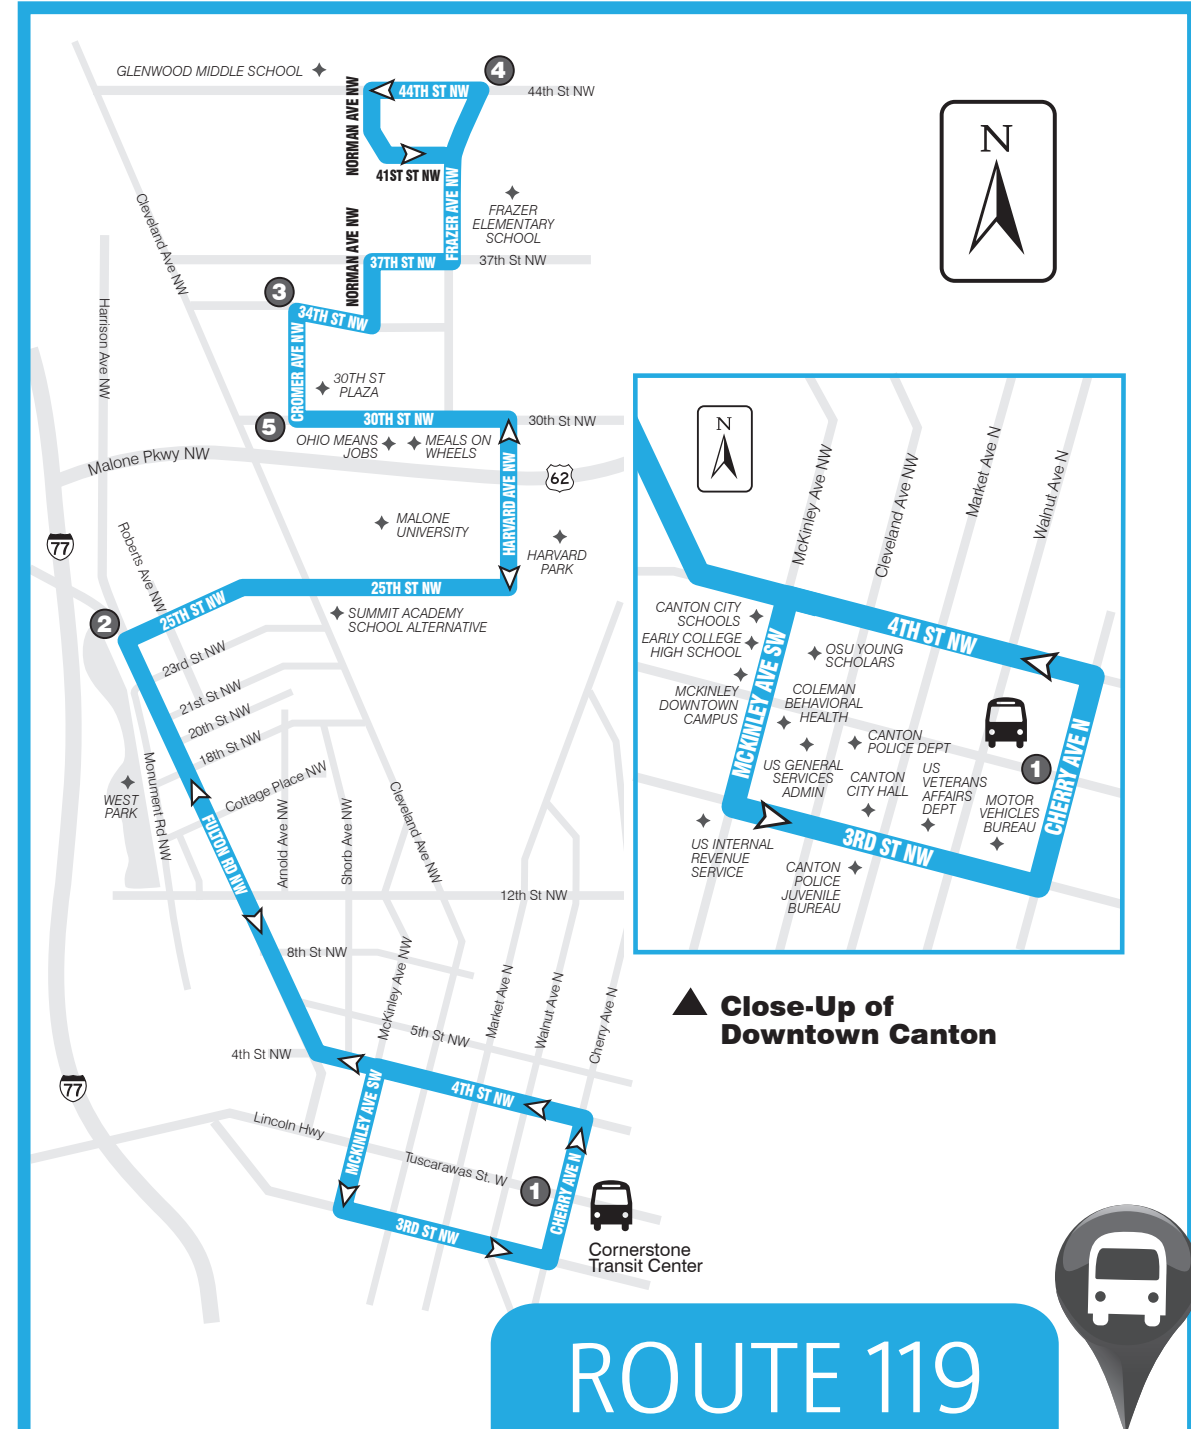 GLENWOOD MIDDLE SCHOOL
4
44TH ST NW
44th St NW
NORMAN AVE NW
41ST ST NW
FRAZER AVE NW
FRAZER
ELEMENTARY
SCHOOL
Cleveland Ave NW
NORMAN AVE NW
37TH ST NW
37th St NW
3
34TH ST NW
Harrison Ave NW
CROMER AVE NW
30TH ST
PLAZA
5
30TH ST NW
30th St NW
OHIO MEANS
JOBS
MEALS ON
WHEELS
Malone Pkwy NW
62
HARVARD AVE NW
MALONE
UNIVERSITY
HARVARD
PARK
77
Roberts Ave NW
25TH ST NW
25TH ST NW
2
SUMMIT ACADEMY
SCHOOL ALTERNATIVE
23rd St NW
21st St NW
20th St NW
18th St NW
Cottage Place NW
WEST
PARK
Monument Rd NW
FULTON RD NW
Arnold Ave NW
Shorb Ave NW
Cleveland Ave NW
12th St NW
8th St NW
McKinley Ave NW
Market Ave N
Walnut Ave N
Cherry Ave N
5th St NW
4th St NW
77
4TH ST NW
MCKINLEY AVE SW
Lincoln Hwy
Tuscarawas St. W
1
CHERRY AVE N
3RD ST NW
Cornerstone
Transit Center
N
N
McKinley Ave NW
Cleveland Ave NW
Market Ave N
Walnut Ave N
CANTON CITY
SCHOOLS
EARLY COLLEGE
HIGH SCHOOL
MCKINLEY
DOWNTOWN
CAMPUS
MCKINLEY AVE SW
4TH ST NW
OSU YOUNG
SCHOLARS
COLEMAN
BEHAVIORAL
HEALTH
CANTON
POLICE DEPT
US GENERAL
SERVICES
ADMIN
CANTON
CITY HALL
US
VETERANS
AFFAIRS
DEPT
1
MOTOR
VEHICLES
BUREAU
CHERRY AVE N
3RD ST NW
US INTERNAL
REVENUE
SERVICE
CANTON
POLICE
JUVENILE
BUREAU
Close-Up of
Downtown Canton
ROUTE 119